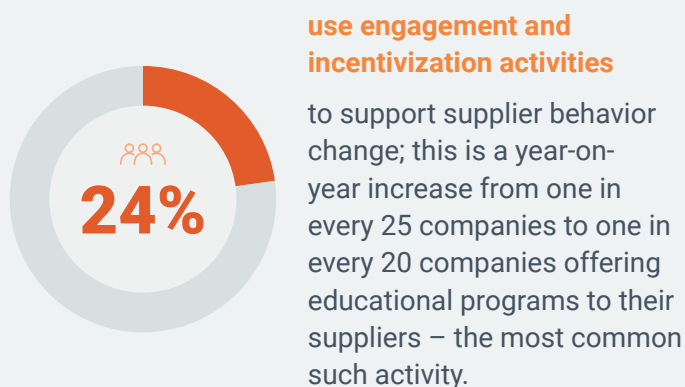 use engagement and
incentivization activities
24%
to support supplier behavior
change; this is a year-on-
year increase from one in
every 25 companies to one in
every 20 companies offering
educational programs to their
suppliers – the most common
such activity.